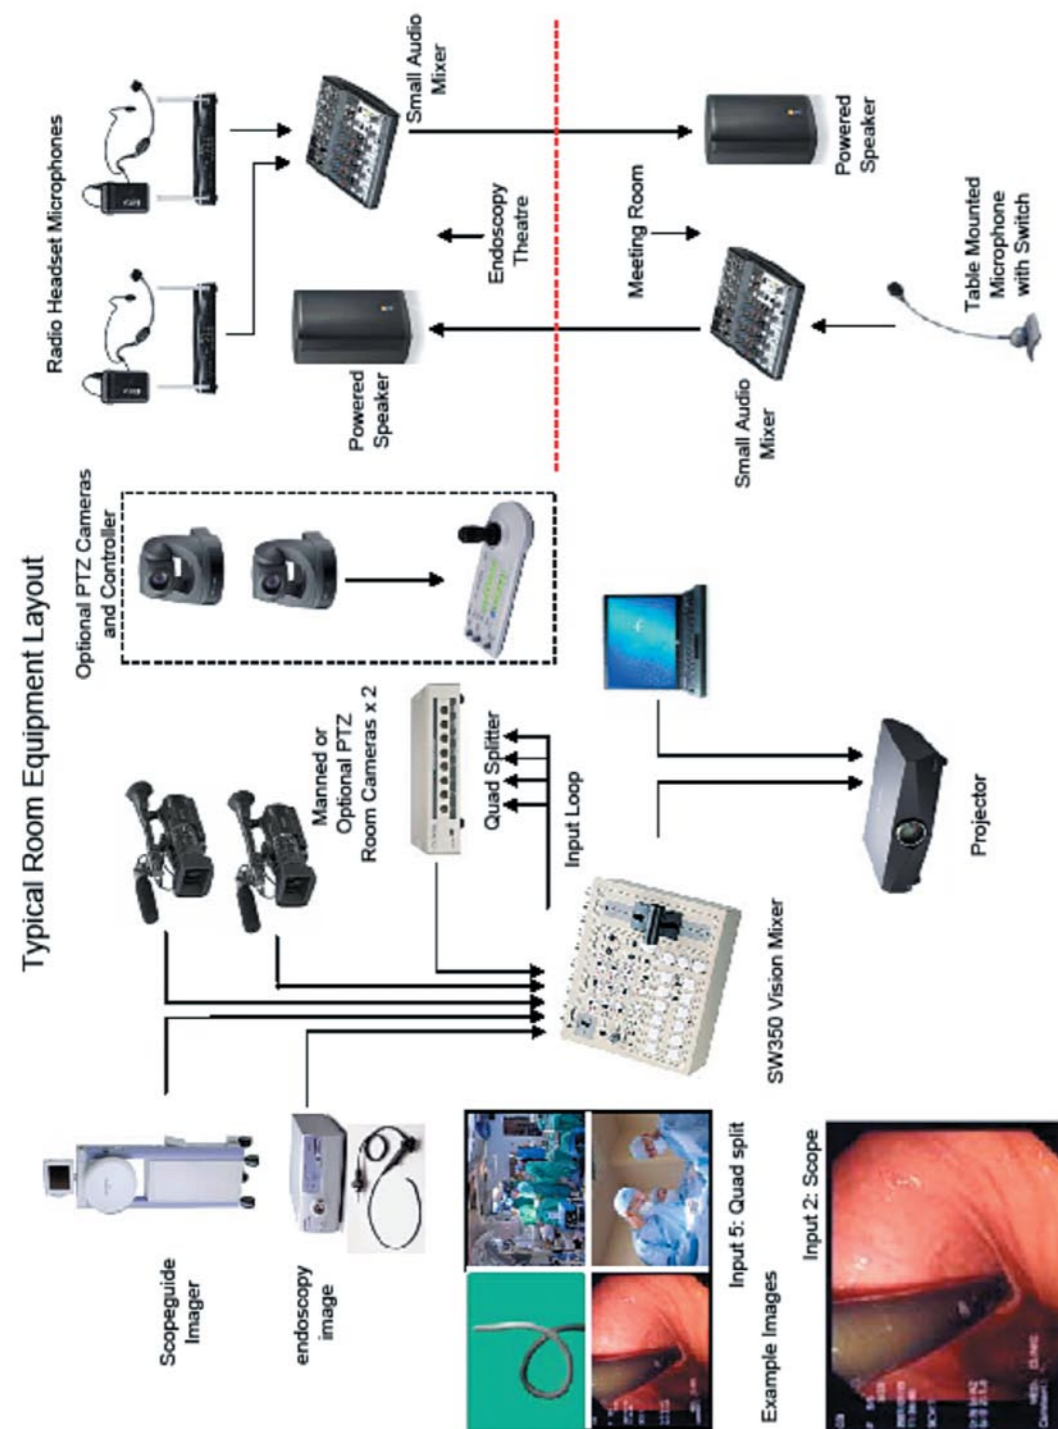 Typical Room Equipment Layout
Scopeguide
Imager
endoscopy
image
Manned or
Optional PTZ
Room Cameras x 2
Optional PTZ Cameras
and Controller
Quad Splitter
Input Loop
SW350 Vision Mixer
Projector
Input 5: Quad split
Example Images
Input 2: Scope
Radio Headset Microphones
Small Audio
Mixer
Powered
Speaker
Endoscopy
Theatre
Meeting Room
Small Audio
Mixer
Powered
Speaker
Table Mounted
Microphone
with Switch